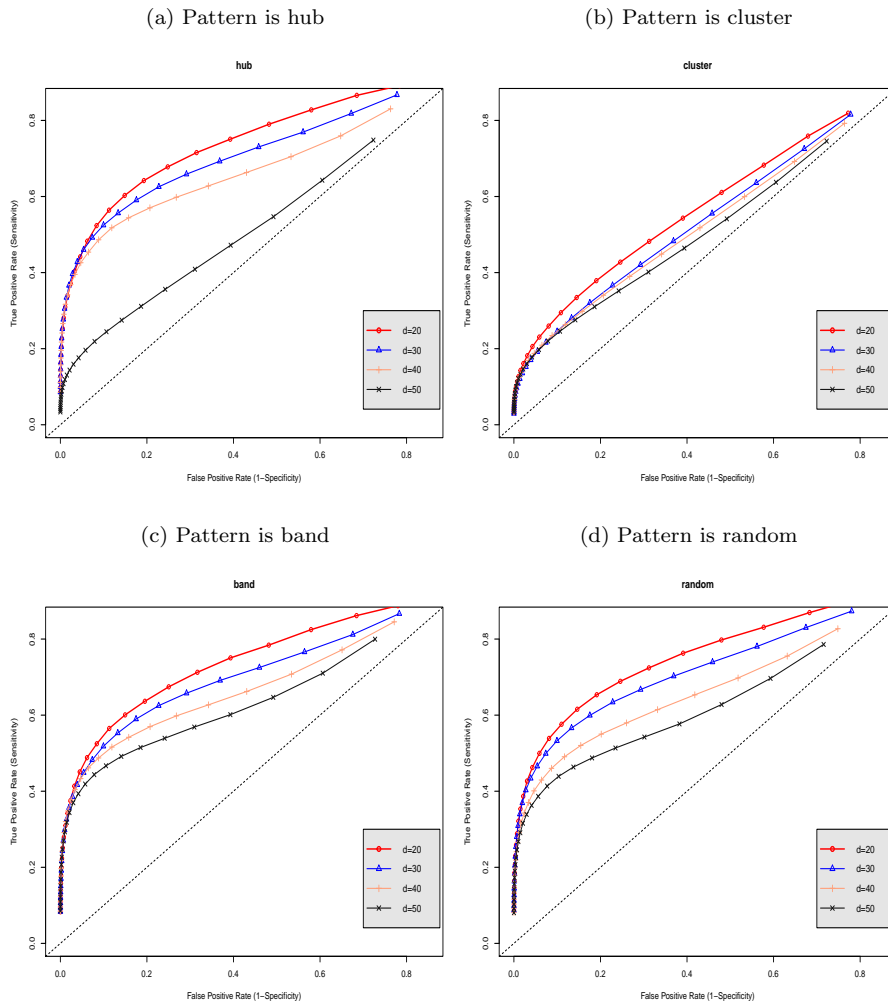 (a) Pattern is hub
(b) Pattern is cluster
hub
True Positive Rate (Sensitivity)
0.0 0.2 0.4 0.6 0.8
d=20
d=30
d=40
d=50
0.0 0.2 0.4 0.6 0.8
False Positive Rate (1−Specificity)
cluster
True Positive Rate (Sensitivity)
0.0 0.2 0.4 0.6 0.8
d=20
d=30
d=40
d=50
0.0 0.2 0.4 0.6 0.8
False Positive Rate (1−Specificity)
(c) Pattern is band
(d) Pattern is random
band
True Positive Rate (Sensitivity)
0.0 0.2 0.4 0.6 0.8
d=20
d=30
d=40
d=50
0.0 0.2 0.4 0.6 0.8
False Positive Rate (1−Specificity)
random
True Positive Rate (Sensitivity)
0.0 0.2 0.4 0.6 0.8
d=20
d=30
d=40
d=50
0.0 0.2 0.4 0.6 0.8
False Positive Rate (1−Specificity)